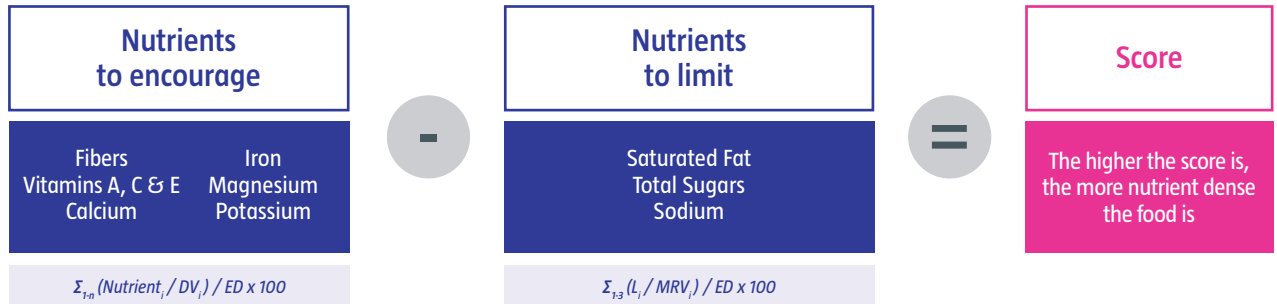 Nutrients
to encourage
Fibers
Vitamins A, C & E
Calcium
Iron
Magnesium
Potassium
Σ1-n (Nutrienti / DVi) / ED x 100
-
Nutrients
to limit
Saturated Fat
Total Sugars
Sodium
Σ1-3 (Li / MRVi) / ED x 100
=
Score
The higher the score is,
the more nutrient dense
the food is